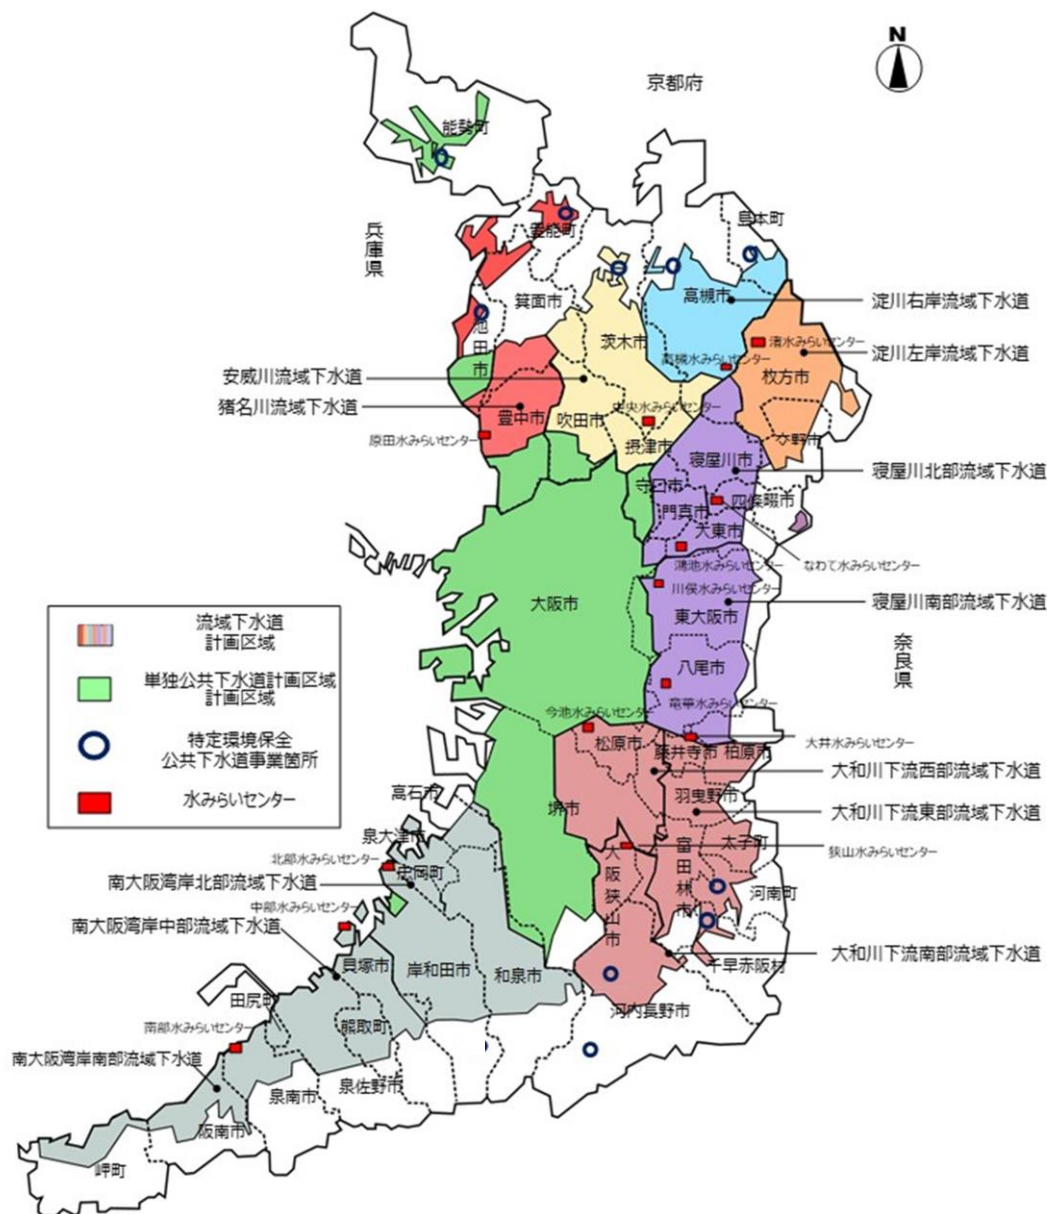 N
京都府
能勢町
兵庫県
豊能町
島本町
箕面市
高槻市
淀川右岸流域下水道
池田市
茨木市
渚水みらいセンター
淀川左岸流域下水道
高槻水みらいセンター
枚方市
安威川流域下水道
猪名川流域下水道
豊中市
吹田市
中央水みらいセンター
原田水みらいセンター
摂津市
交野市
寝屋川市
寝屋川北部流域下水道
守口市
四條畷市
門真市
大東市
鴻池水みらいセンター
なわて水みらいセンター
川俣水みらいセンター
大阪市
東大阪市
寝屋川南部流域下水道
流域下水道
計画区域
単独公共下水道計画区域
計画区域
特定環境保全
公共下水道事業箇所
水みらいセンター
奈良県
八尾市
竜華水みらいセンター
今池水みらいセンター
松原市
藤井寺市
柏原市
大井水みらいセンター
大和川下流西部流域下水道
高石市
堺市
羽曳野市
大和川下流東部流域下水道
泉大津市
太子町
北部水みらいセンター
忠岡町
大阪狭山市
富田林市
狭山水みらいセンター
南大阪湾岸北部流域下水道
河南町
中部水みらいセンター
南大阪湾岸中部流域下水道
貝塚市
岸和田市
和泉市
千早赤阪村
大和川下流南部流域下水道
田尻町
熊取町
河内長野市
南部水みらいセンター
南大阪湾岸南部流域下水道
泉南市
泉佐野市
阪南市
岬町